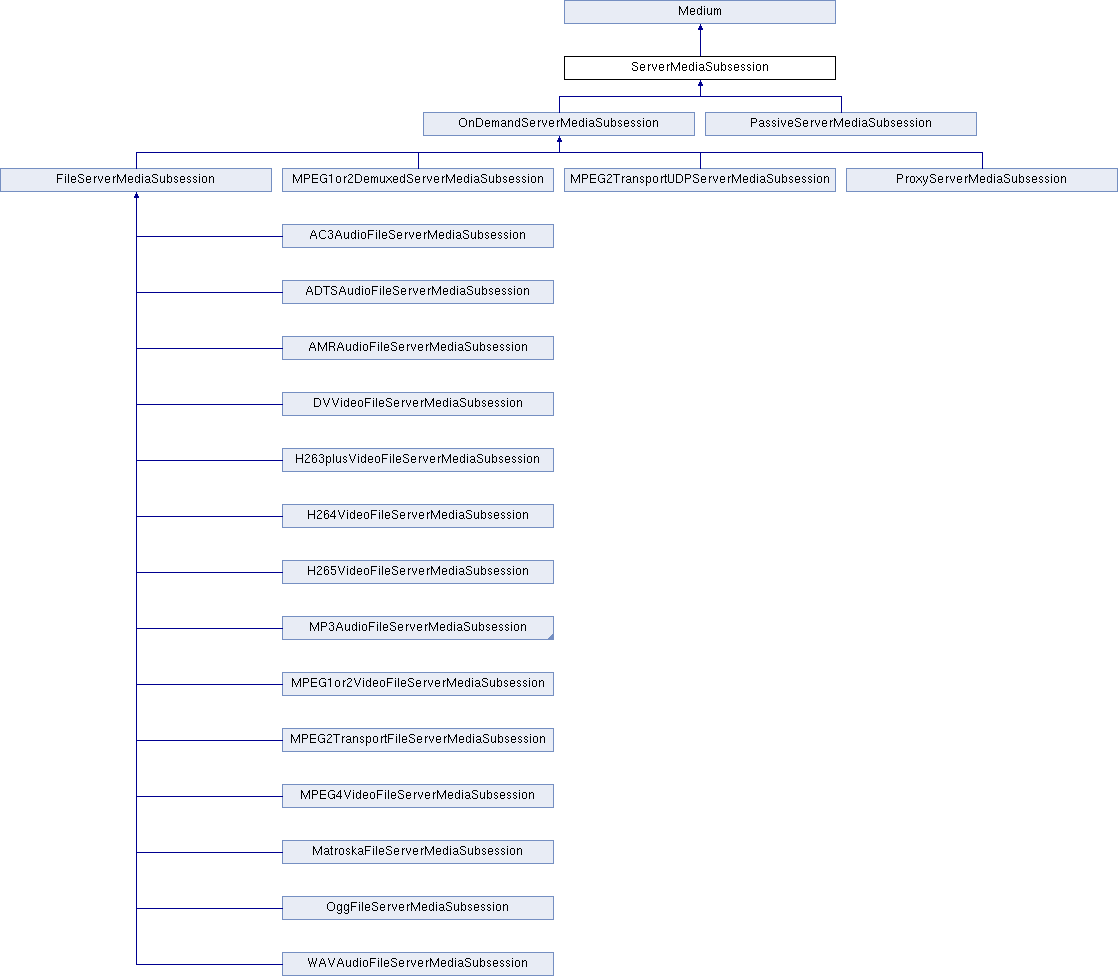 Medium
ServerMediaSubsession
OnDemandServerMediaSubsession
PassiveServerMediaSubsession
FileServerMediaSubsession
MPEG1or2DemuxedServerMediaSubsession
MPEG2TransportUDPServerMediaSubsession
ProxyServerMediaSubsession
AC3AudioFileServerMediaSubsession
ADTSAudioFileServerMediaSubsession
AMRAudioFileServerMediaSubsession
DVVideoFileServerMediaSubsession
H263plusVideoFileServerMediaSubsession
H264VideoFileServerMediaSubsession
H265VideoFileServerMediaSubsession
MP3AudioFileServerMediaSubsession
MPEG1or2VideoFileServerMediaSubsession
MPEG2TransportFileServerMediaSubsession
MPEG4VideoFileServerMediaSubsession
MatroskaFileServerMediaSubsession
OggFileServerMediaSubsession
WAVAudioFileServerMediaSubsession